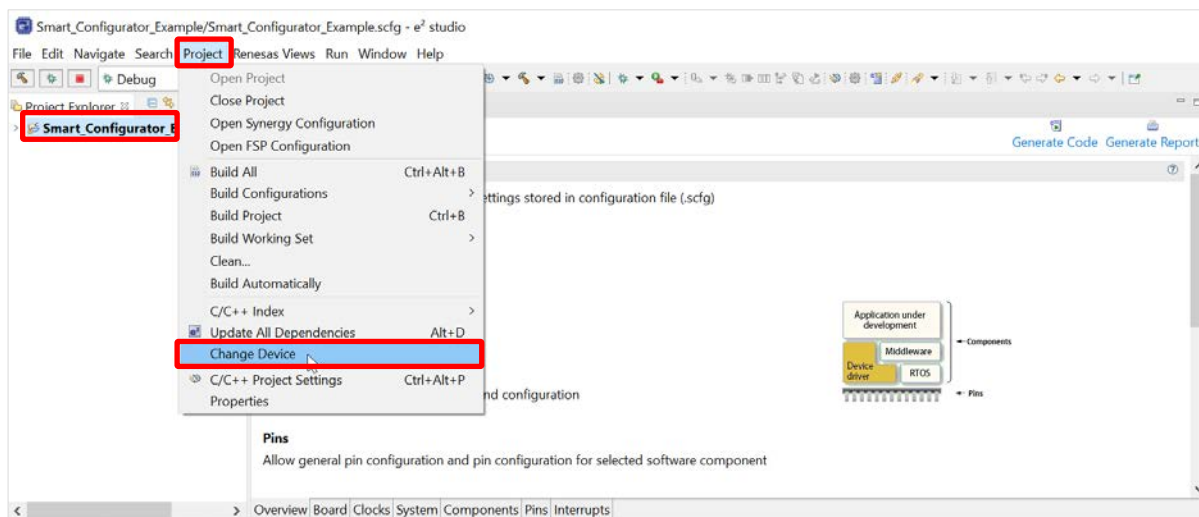 Smart_Configurator_Example/Smart_Configurator_Example.scfg - e² studio
File Edit Navigate Search Project Renesas Views Run Window Help
Debug
Project Explorer
Smart_Configurator_E
Open Project
Close Project
Open Synergy Configuration
Open FSP Configuration
Build All Ctrl+Alt+B
Build Configurations >
Build Project Ctrl+B
Build Working Set >
Clean...
Build Automatically
C/C++ Index >
Update All Dependencies Alt+D
Change Device
C/C++ Project Settings Ctrl+Alt+P
Properties
Generate Code Generate Report
ettings stored in configuration file (.scfg)
Application under
development
Components
Middleware
Device
driver
RTOS
Pins
nd configuration
Pins
Allow general pin configuration and pin configuration for selected software component
Overview Board Clocks System Components Pins Interrupts